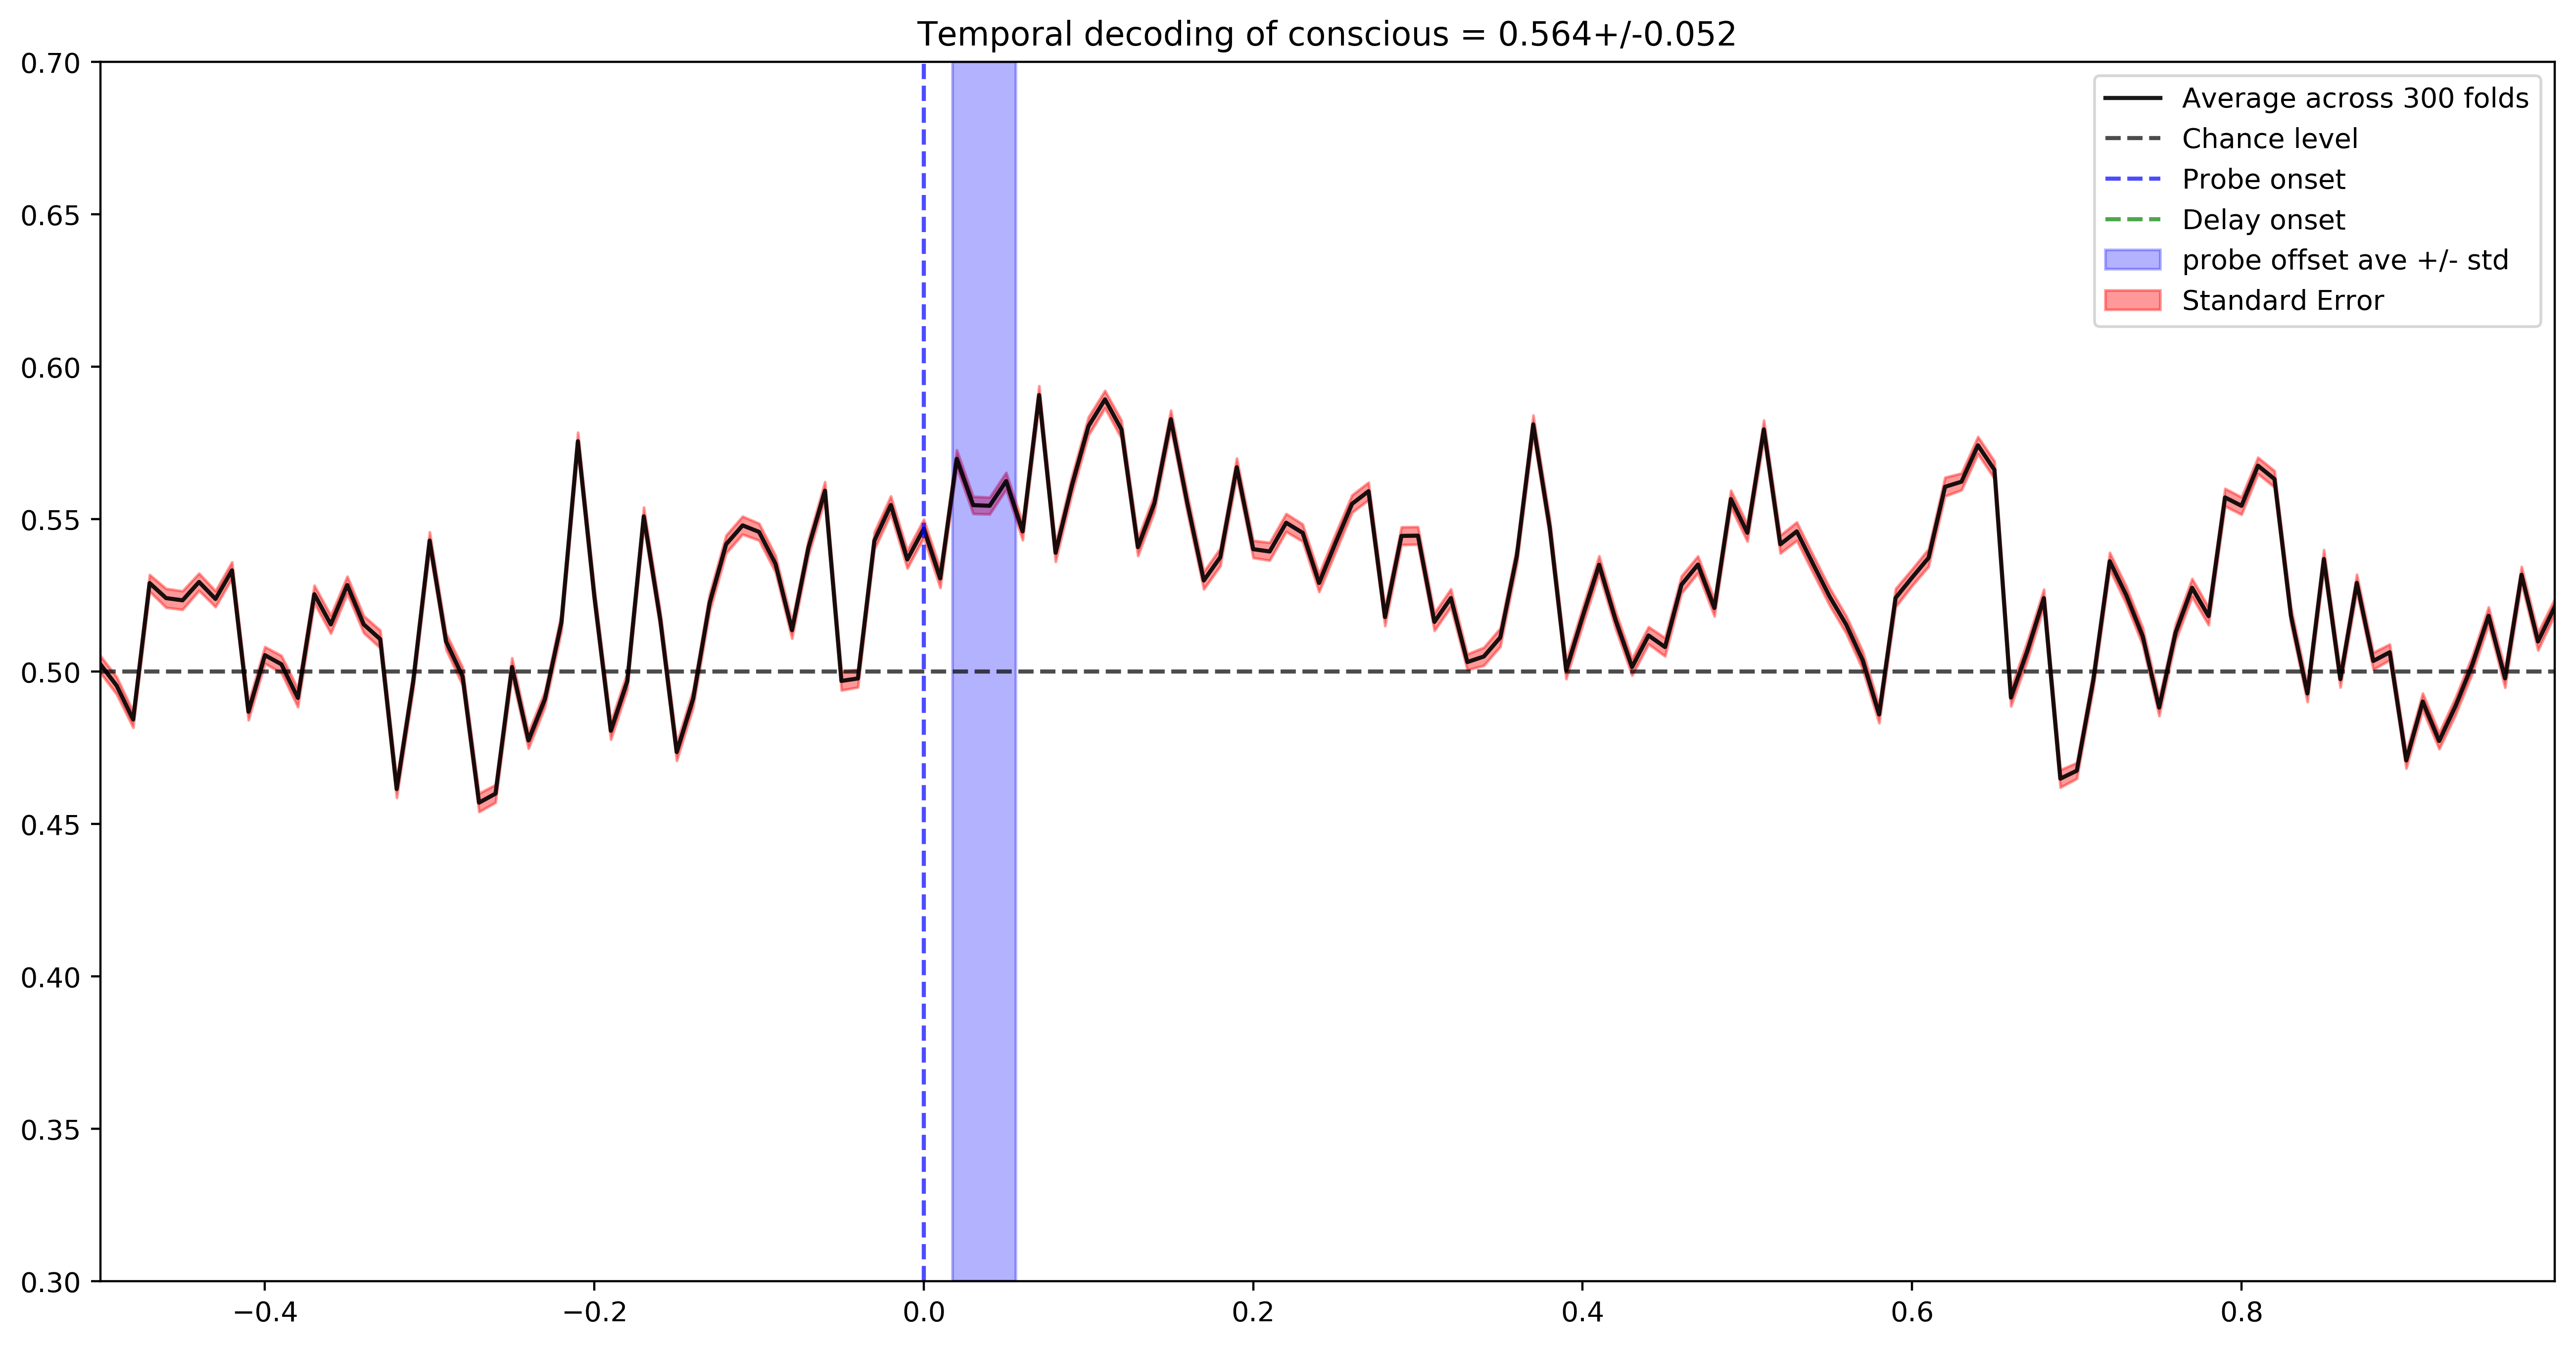 Temporal decoding of conscious = 0.564+/-0.052
0.70
0.65
0.60
0.55
0.50
0.45
0.40
0.35
0.30
−0.4
−0.2
0.0
0.2
0.4
0.6
0.8
Average across 300 folds
Chance level
Probe onset
Delay onset
probe offset ave +/- std
Standard Error